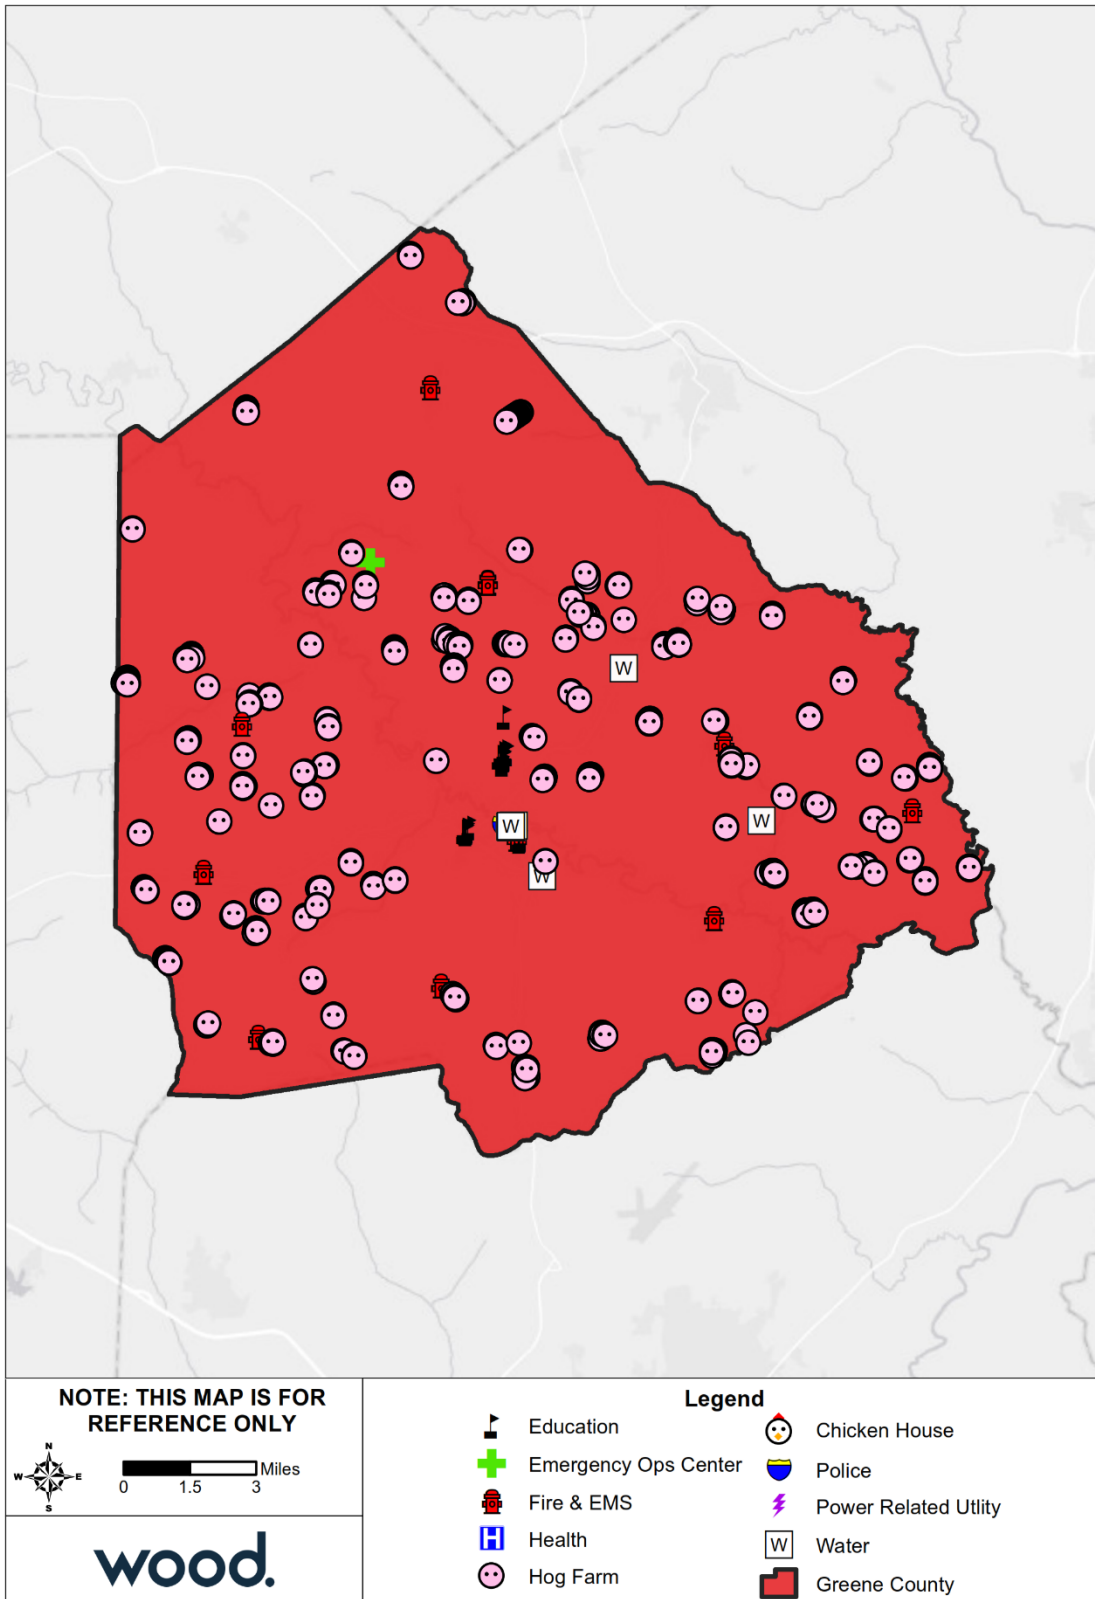 W
W
W
W
NOTE: THIS MAP IS FOR
REFERENCE ONLY
N
W E
S
Miles
0 1.5 3
wood.
Legend
Education
Emergency Ops Center
Fire & EMS
H Health
Hog Farm
Chicken House
Police
Power Related Utlity
W Water
Greene County